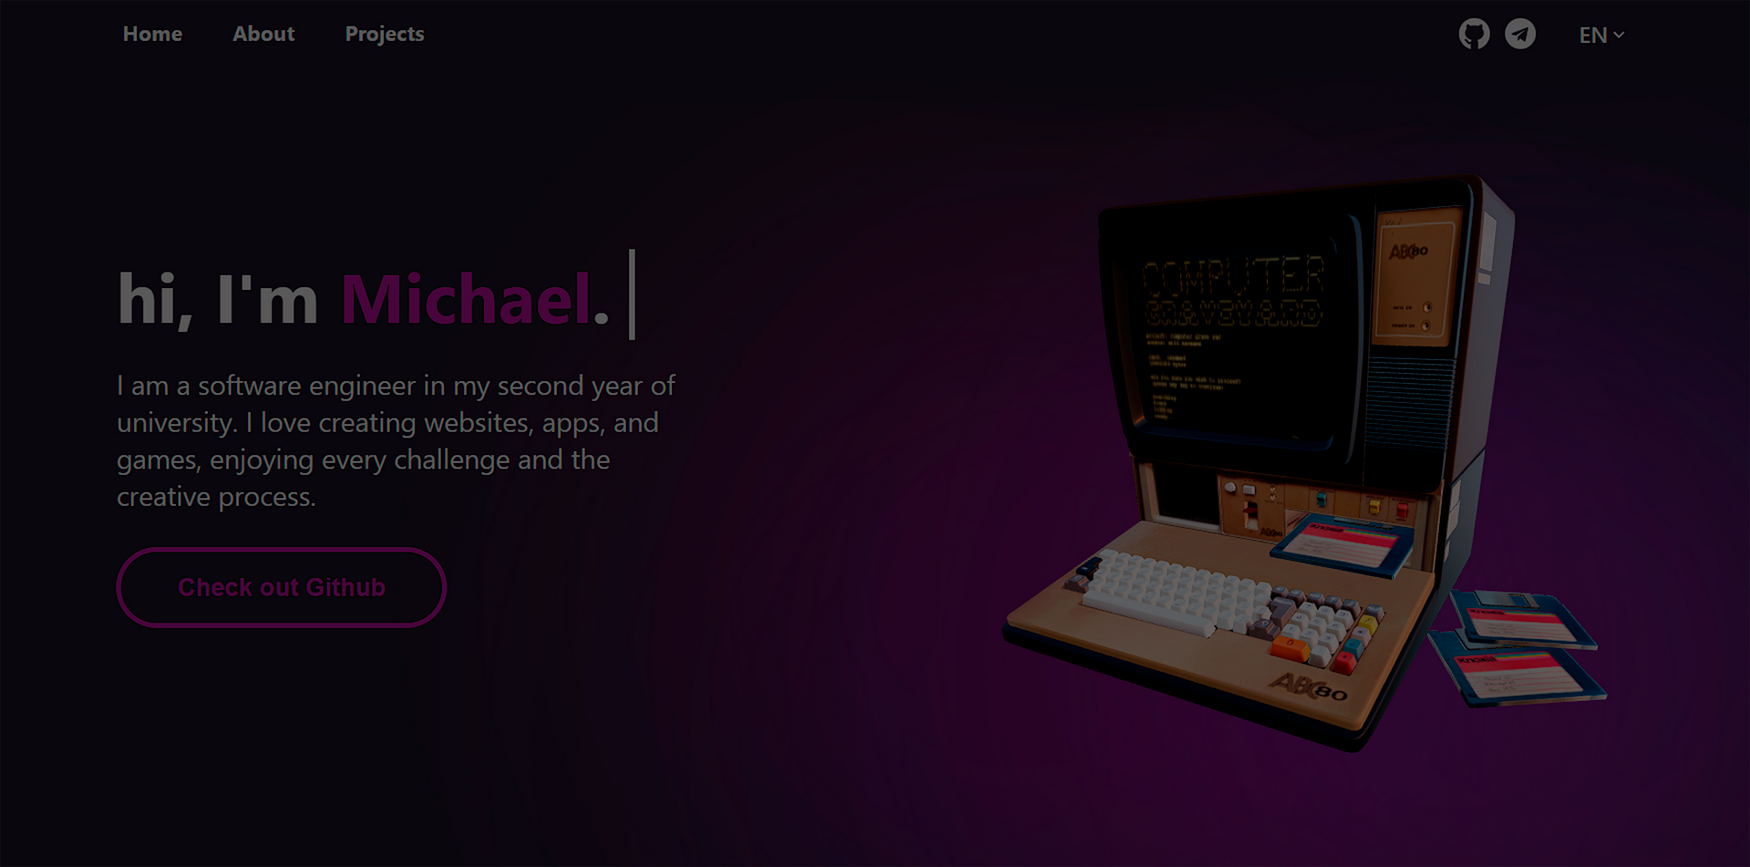 Home About Projects EN
hi, I'm Michael.
I am a software engineer in my second year of
university. I love creating websites, apps, and
games, enjoying every challenge and the
creative process.
Check out Github
COMPUTER
ABC80
ABC80